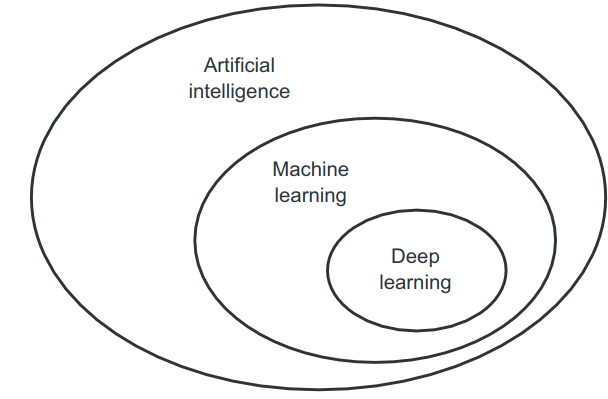 Artificial
intelligence
Machine
learning
Deep
learning